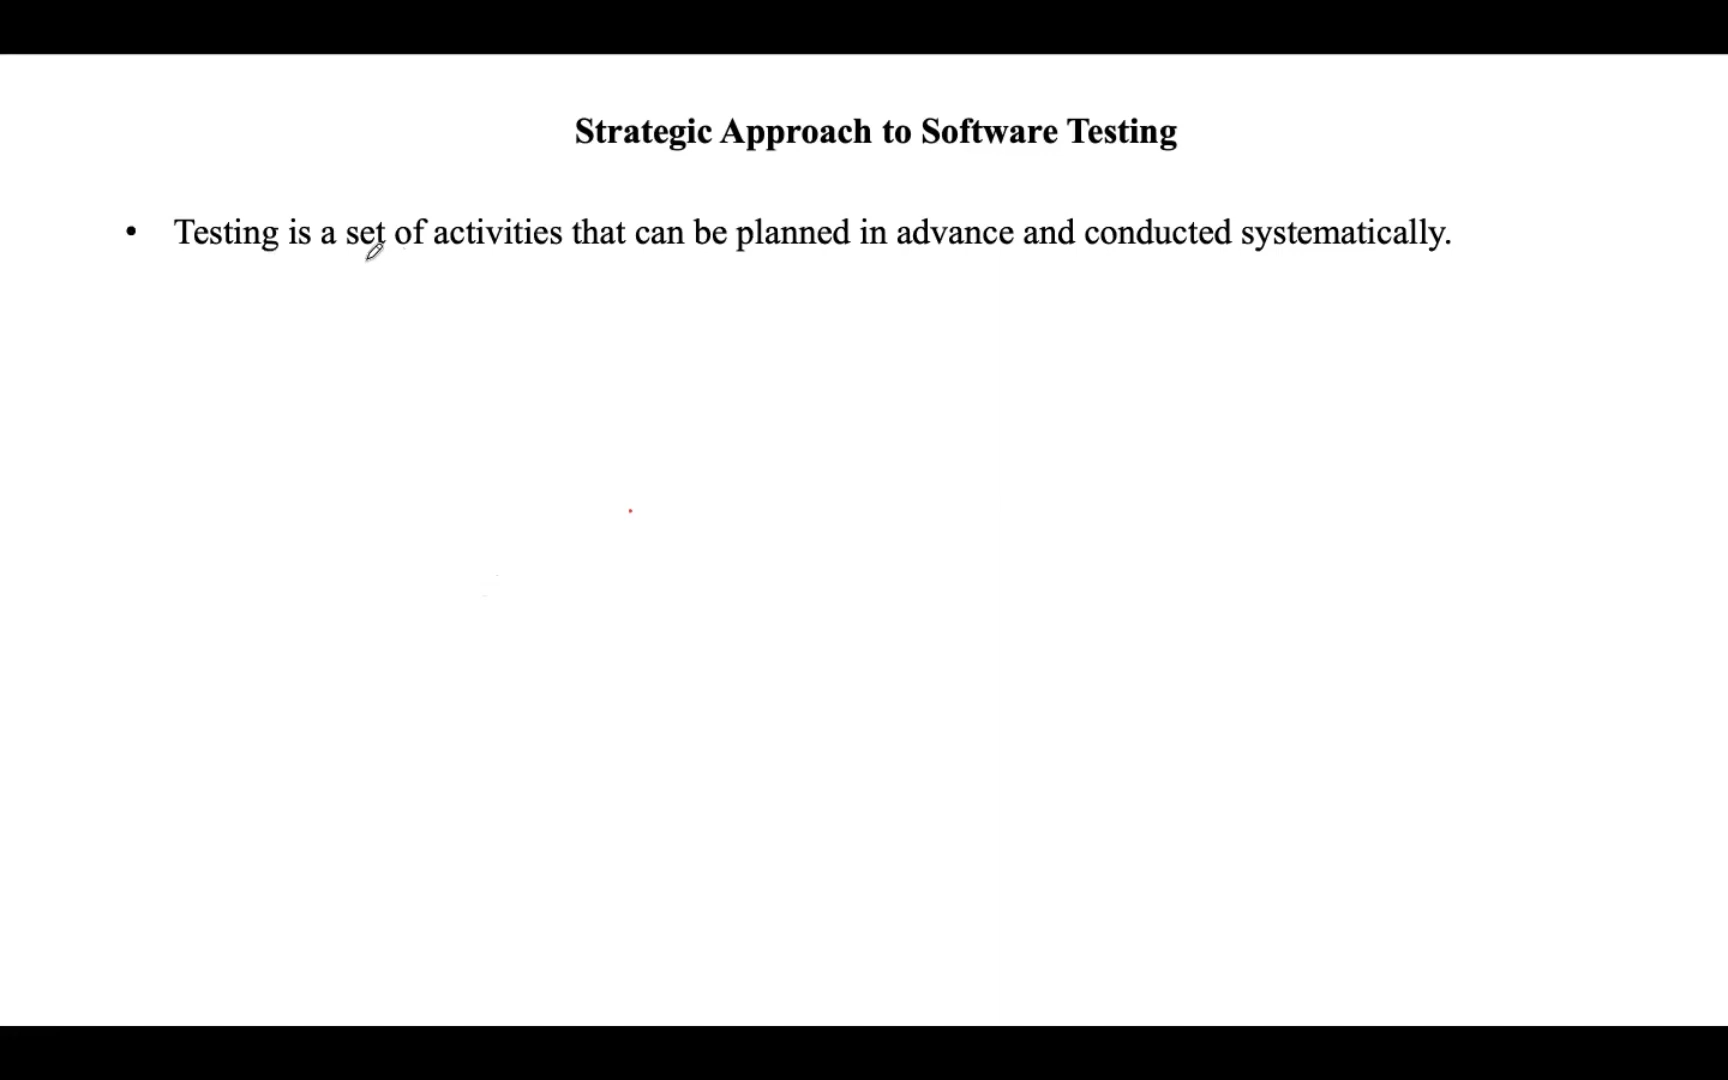 Strategic Approach to Software Testing
• Testing is a set of activities that can be planned in advance and conducted systematically.